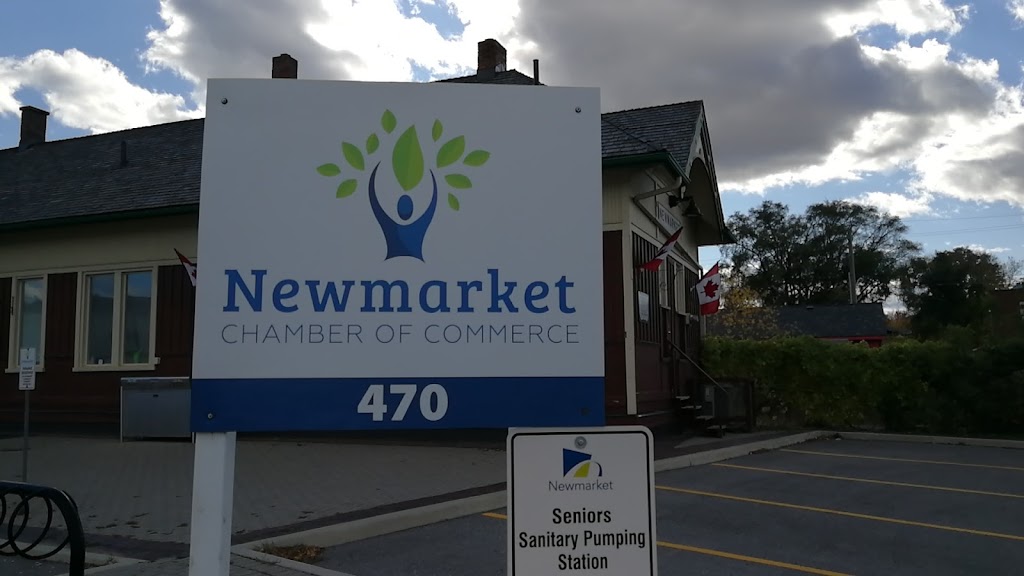 Newmarket
CHAMBER OF COMMERCE
470
Newmarket
Seniors
Sanitary Pumping
Station